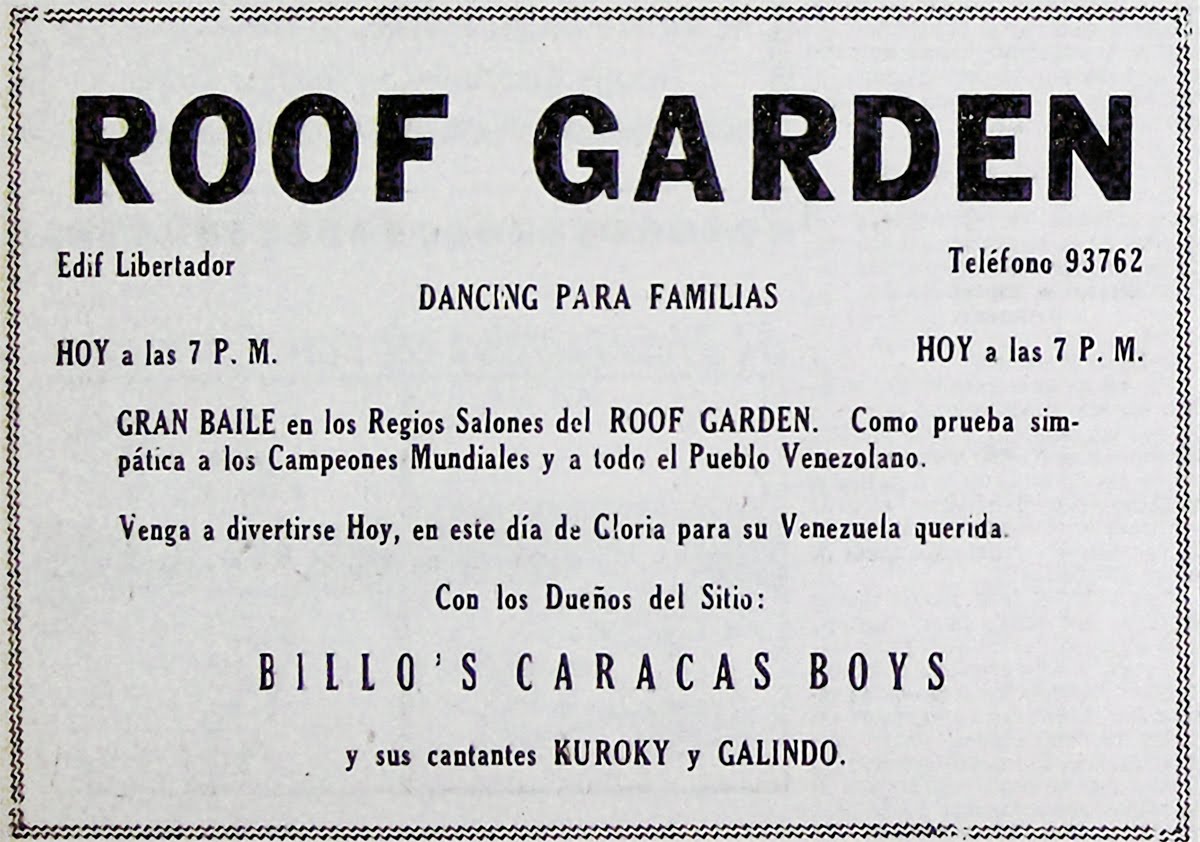 ROOF GARDEN
Edif Libertador
Teléfono 93762
DANCING PARA FAMILIAS
HOY a las 7 P. M.
HOY a las 7 P. M.
GRAN BAILE en los Regios Salones del ROOF GARDEN. Como prueba sim-
pática a los Campeones Mundiales y a todo el Pueblo Venezolano.
Venga a divertirse Hoy, en este día de Gloria para su Venezuela querida.
Con los Dueños del Sitio:
BILLO'S CARACAS BOYS
y sus cantantes KUROKY y GALINDO.